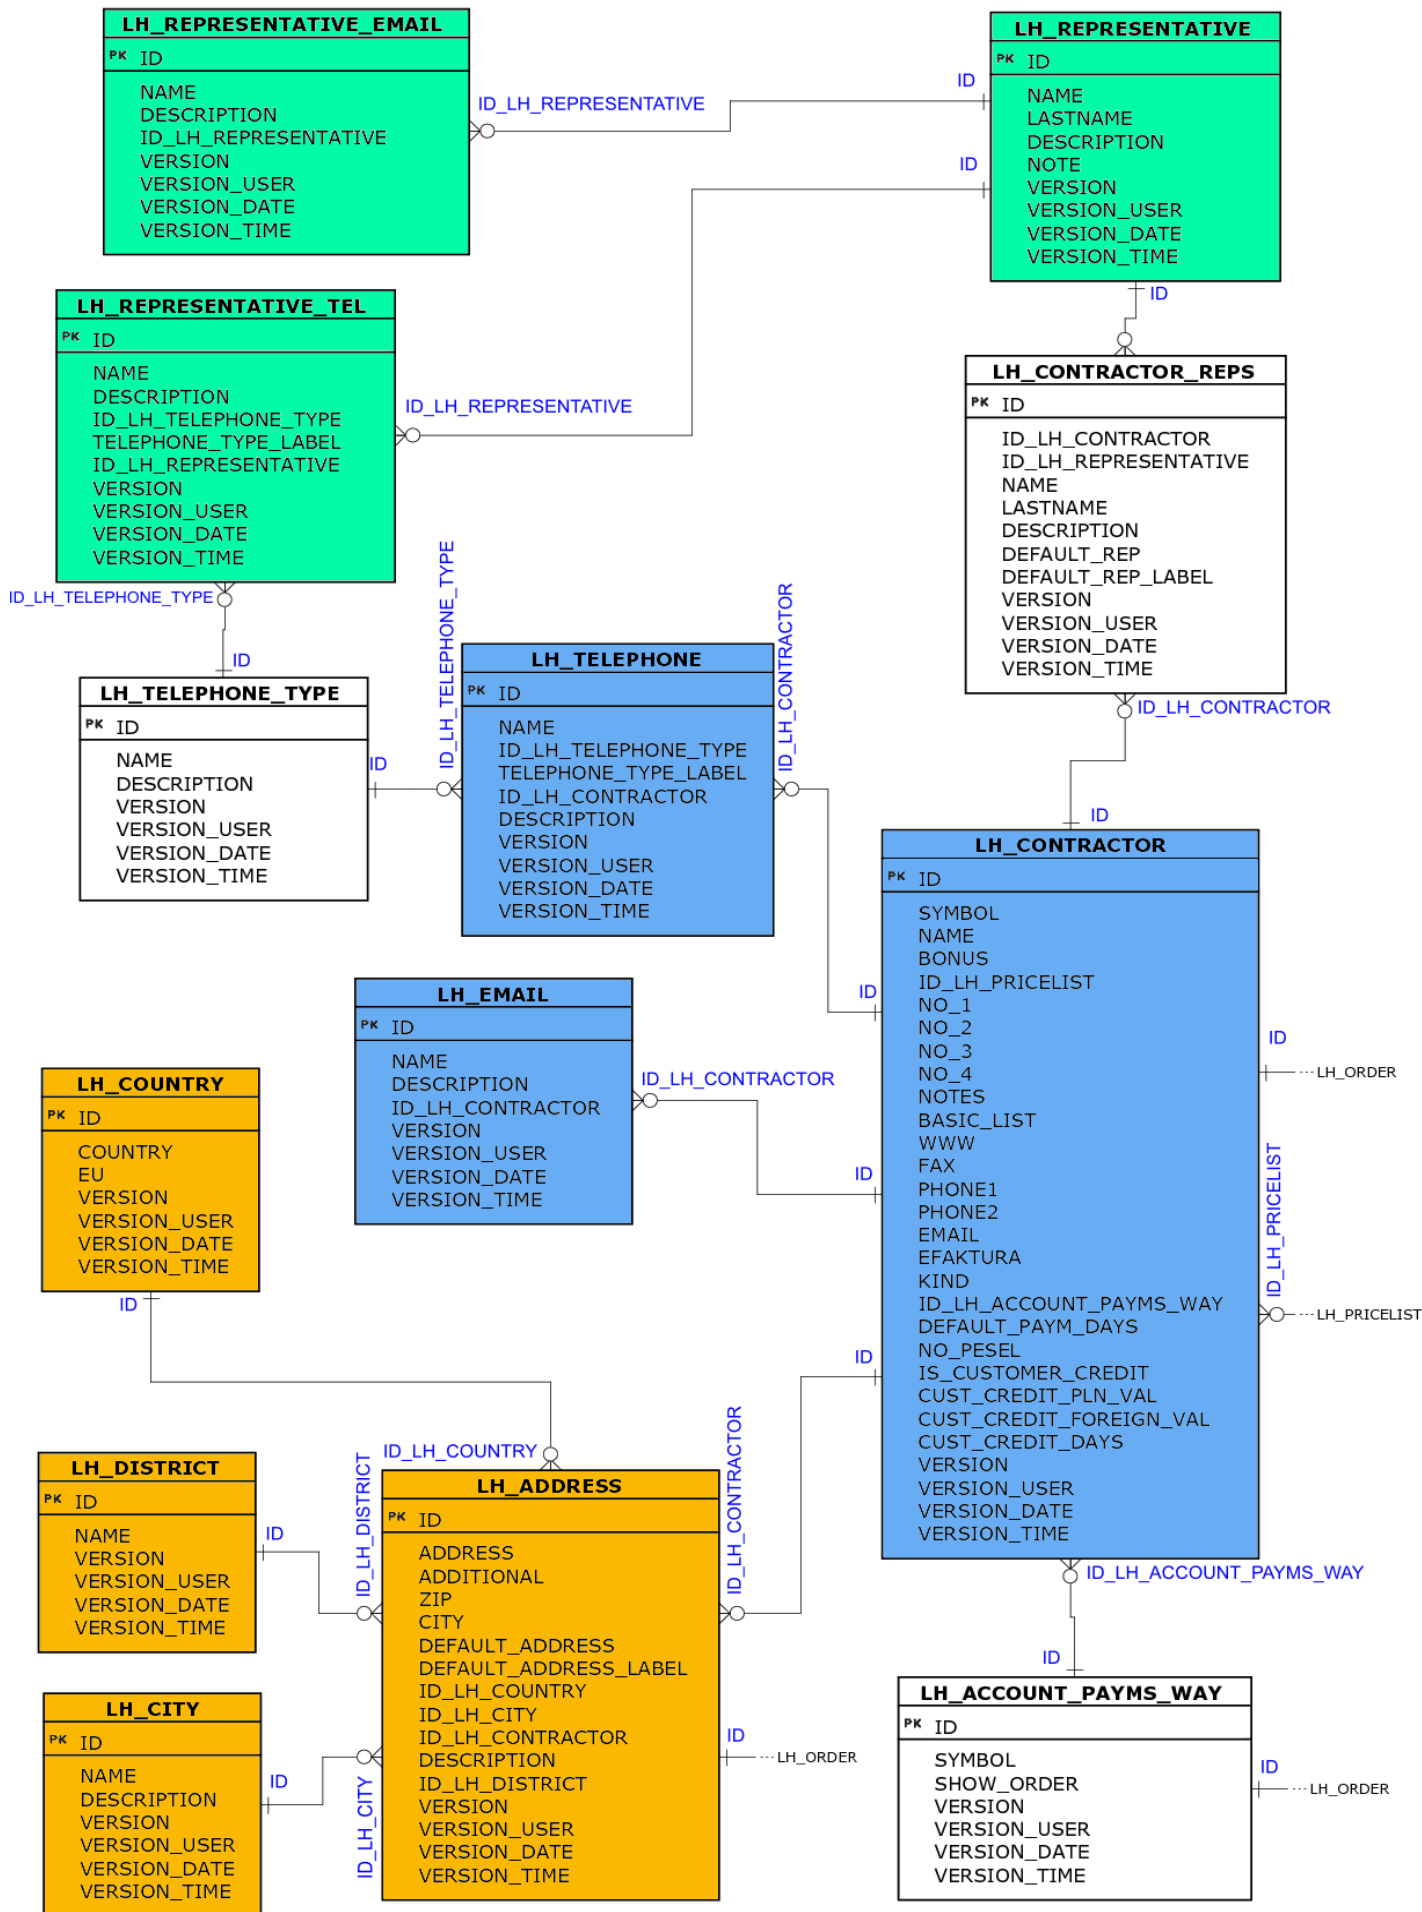 LH_REPRESENTATIVE_EMAIL
PK ID
NAME
DESCRIPTION
ID_LH_REPRESENTATIVE
VERSION
VERSION_USER
VERSION_DATE
VERSION_TIME
ID_LH_REPRESENTATIVE
ID
ID
LH_REPRESENTATIVE
PK ID
NAME
LASTNAME
DESCRIPTION
NOTE
VERSION
VERSION_USER
VERSION_DATE
VERSION_TIME
ID
LH_REPRESENTATIVE_TEL
PK ID
NAME
DESCRIPTION
ID_LH_TELEPHONE_TYPE
TELEPHONE_TYPE_LABEL
ID_LH_REPRESENTATIVE
VERSION
VERSION_USER
VERSION_DATE
VERSION_TIME
ID_LH_REPRESENTATIVE
ID_LH_TELEPHONE_TYPE
ID
LH_CONTRACTOR_REPS
PK ID
ID_LH_CONTRACTOR
ID_LH_REPRESENTATIVE
NAME
LASTNAME
DESCRIPTION
DEFAULT_REP
DEFAULT_REP_LABEL
VERSION
VERSION_USER
VERSION_DATE
VERSION_TIME
ID_LH_CONTRACTOR
ID
LH_TELEPHONE_TYPE
PK ID
NAME
DESCRIPTION
VERSION
VERSION_USER
VERSION_DATE
VERSION_TIME
ID
ID_LH_TELEPHONE_TYPE
LH_TELEPHONE
PK ID
NAME
ID_LH_TELEPHONE_TYPE
TELEPHONE_TYPE_LABEL
ID_LH_CONTRACTOR
DESCRIPTION
VERSION
VERSION_USER
VERSION_DATE
VERSION_TIME
ID_LH_CONTRACTOR
ID
LH_CONTRACTOR
PK ID
SYMBOL
NAME
BONUS
ID_LH_PRICELIST
NO_1
NO_2
NO_3
NO_4
NOTES
BASIC_LIST
WWW
FAX
PHONE1
PHONE2
EMAIL
EFAKTURA
KIND
ID_LH_ACCOUNT_PAYMS_WAY
DEFAULT_PAYM_DAYS
NO_PESEL
IS_CUSTOMER_CREDIT
CUST_CREDIT_PLN_VAL
CUST_CREDIT_FOREIGN_VAL
CUST_CREDIT_DAYS
VERSION
VERSION_USER
VERSION_DATE
VERSION_TIME
ID
LH_ORDER
ID_LH_PRICELIST
LH_PRICELIST
LH_EMAIL
PK ID
NAME
DESCRIPTION
ID_LH_CONTRACTOR
VERSION
VERSION_USER
VERSION_DATE
VERSION_TIME
ID_LH_CONTRACTOR
ID
LH_COUNTRY
PK ID
COUNTRY
EU
VERSION
VERSION_USER
VERSION_DATE
VERSION_TIME
ID
ID_LH_COUNTRY
LH_DISTRICT
PK ID
NAME
VERSION
VERSION_USER
VERSION_DATE
VERSION_TIME
ID
ID_LH_DISTRICT
LH_ADDRESS
PK ID
ADDRESS
ADDITIONAL
ZIP
CITY
DEFAULT_ADDRESS
DEFAULT_ADDRESS_LABEL
ID_LH_COUNTRY
ID_LH_CITY
ID_LH_CONTRACTOR
DESCRIPTION
ID_LH_DISTRICT
VERSION
VERSION_USER
VERSION_DATE
VERSION_TIME
ID_LH_CONTRACTOR
ID
ID
LH_ORDER
LH_CITY
PK ID
NAME
DESCRIPTION
VERSION
VERSION_USER
VERSION_DATE
VERSION_TIME
ID
ID_LH_CITY
ID_LH_ACCOUNT_PAYMS_WAY
ID
LH_ACCOUNT_PAYMS_WAY
PK ID
SYMBOL
SHOW_ORDER
VERSION
VERSION_USER
VERSION_DATE
VERSION_TIME
ID
LH_ORDER